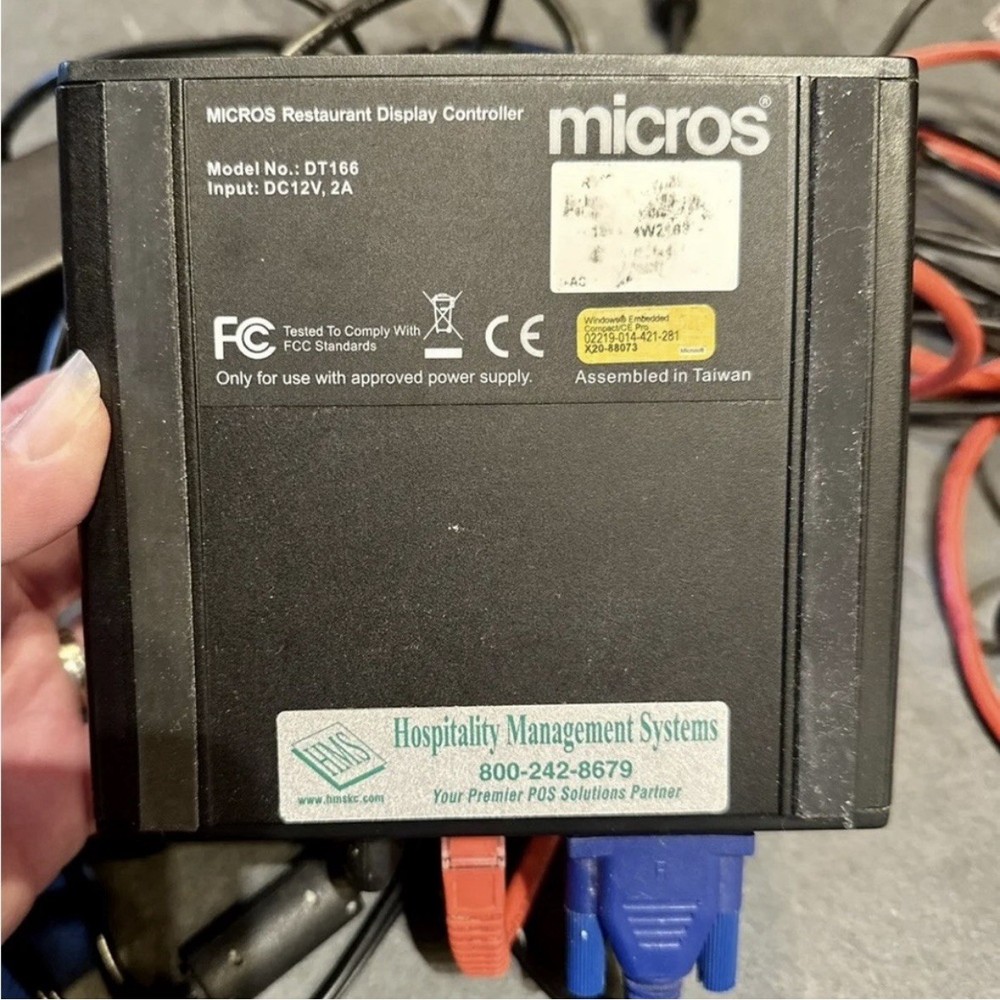 MICROS Restaurant Display Controller
micros®
Model No.: DT166
Input: DC12V, 2A
FC
Tested To Comply With
FCC Standards
CE
Windows® Embedded
Compact/CE Pro
02219-014-421-281
X20-88073
Microsoft
Only for use with approved power supply.
Assembled in Taiwan
HMS
www.hmskc.com
Hospitality Management Systems
800-242-8679
Your Premier POS Solutions Partner